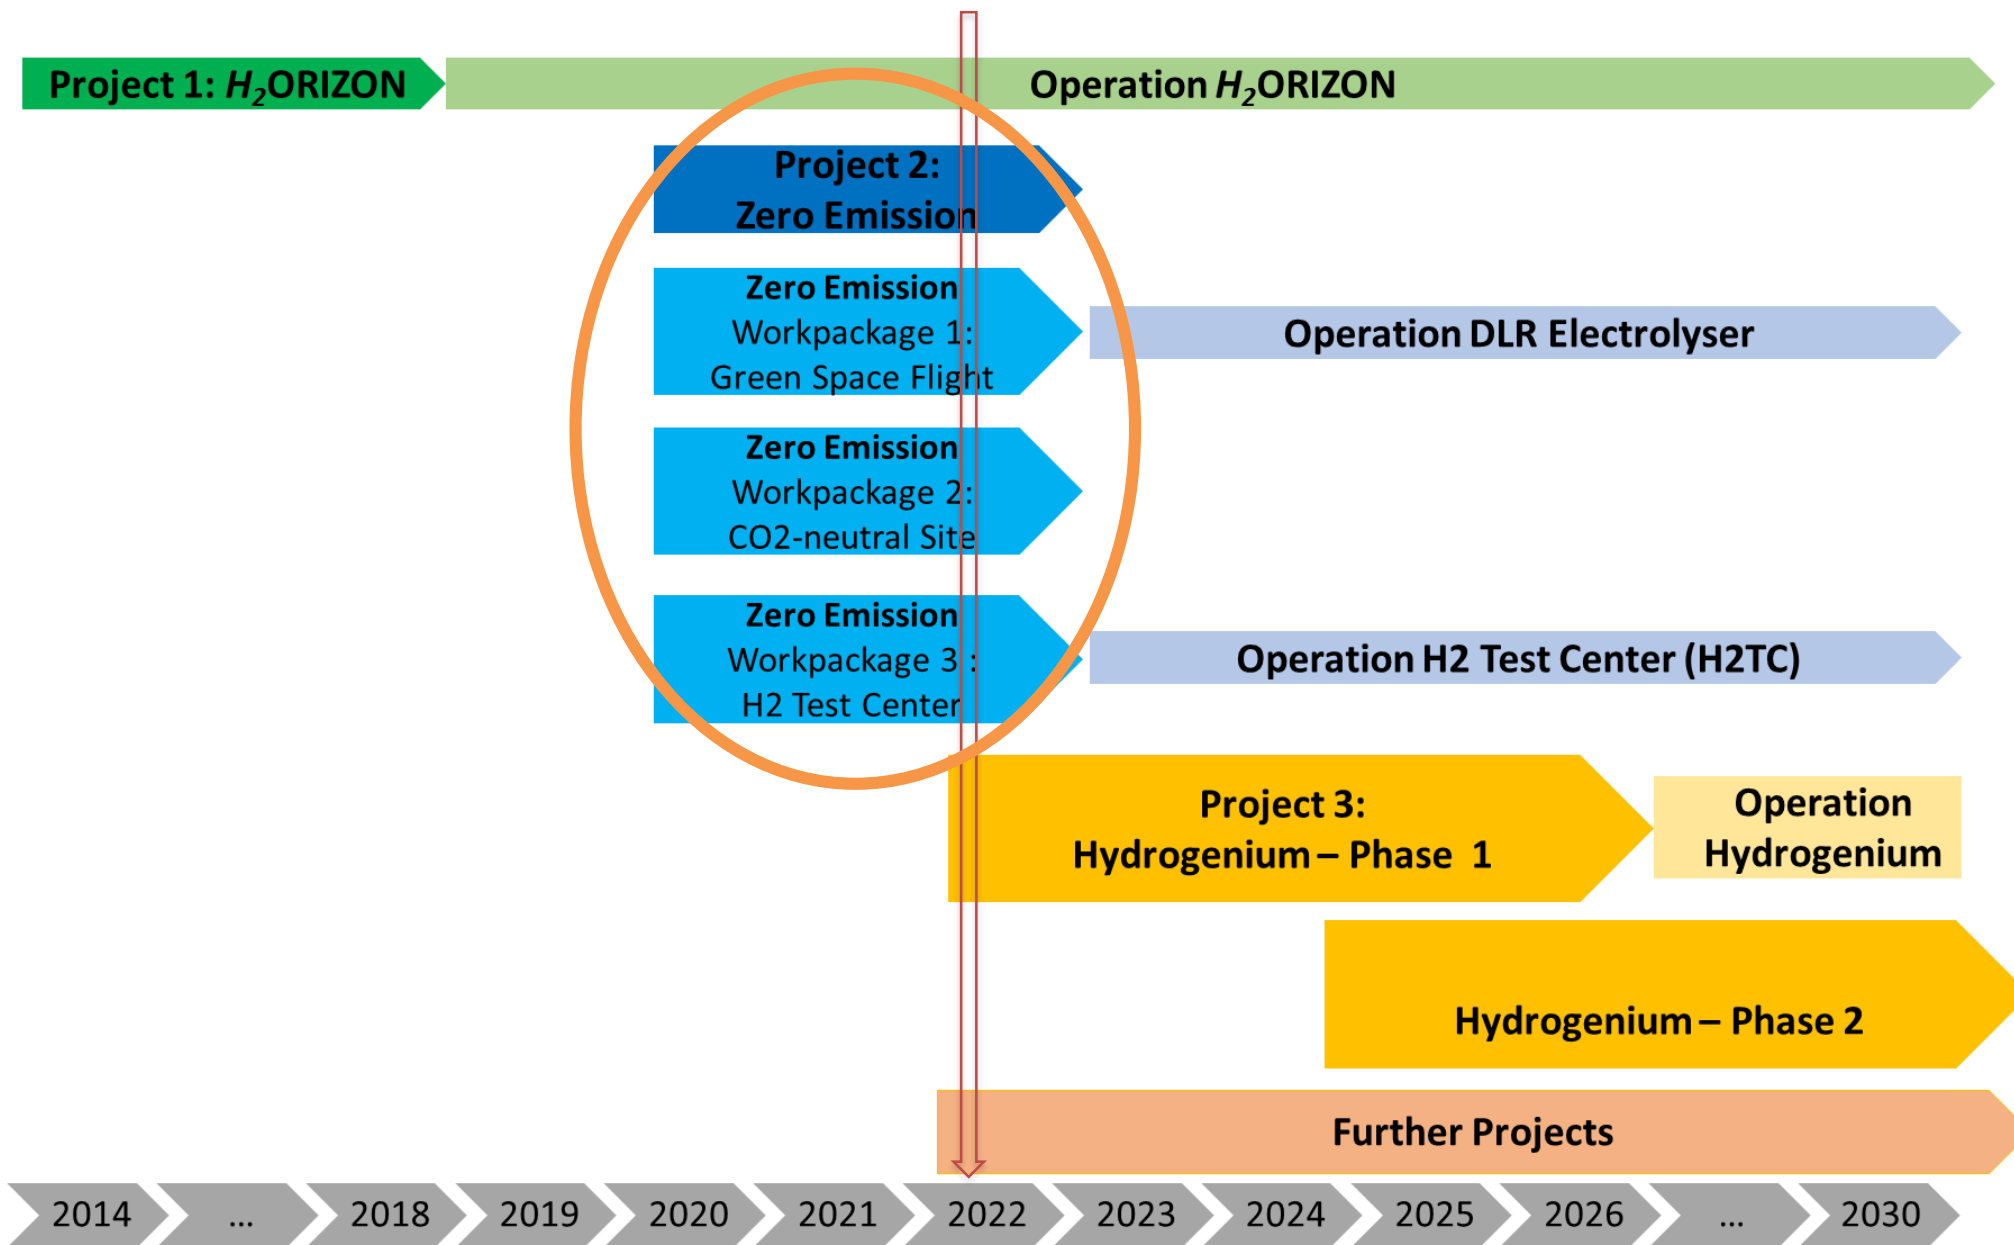 Project 1: H₂ORIZON
Operation H₂ORIZON
Project 2:
Zero Emission
Zero Emission
Workpackage 1:
Green Space Flight
Operation DLR Electrolyser
Zero Emission
Workpackage 2:
CO2-neutral Site
Zero Emission
Workpackage 3 :
H2 Test Center
Operation H2 Test Center (H2TC)
Project 3:
Hydrogenium – Phase 1
Operation
Hydrogenium
Hydrogenium – Phase 2
Further Projects
2014 ... 2018 2019 2020 2021 2022 2023 2024 2025 2026 ... 2030